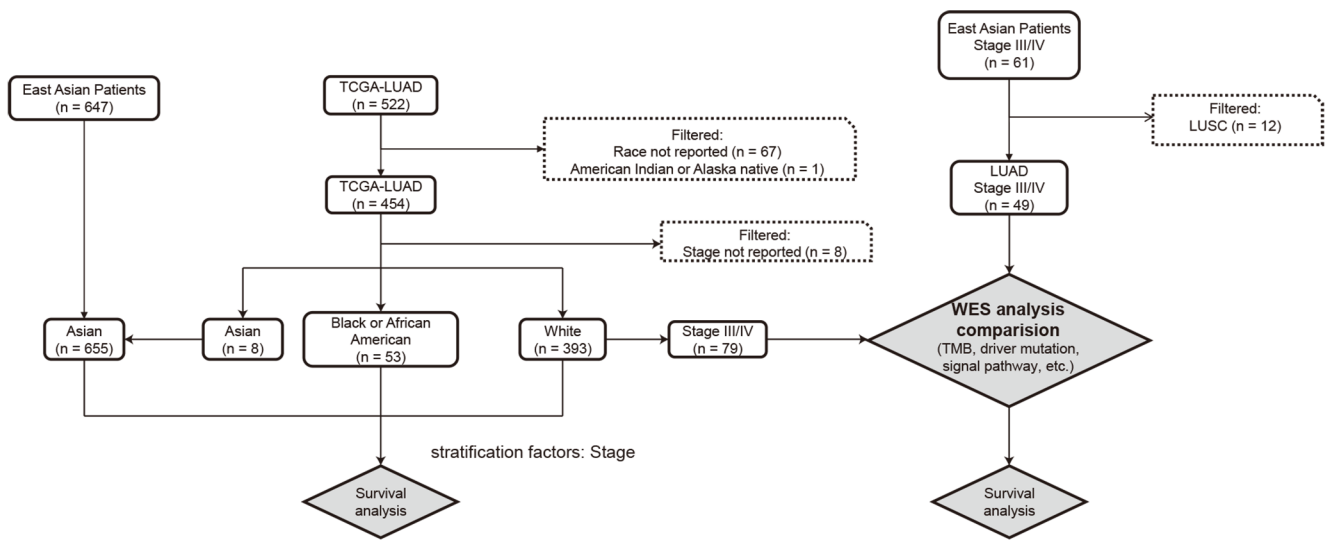 East Asian Patients
(n = 647)
TCGA-LUAD
(n = 522)
Filtered:
Race not reported (n = 67)
American Indian or Alaska native (n = 1)
TCGA-LUAD
(n = 454)
Filtered:
Stage not reported (n = 8)
Asian
(n = 655)
Asian
(n = 8)
Black or African
American
(n = 53)
White
(n = 393)
Stage III/IV
(n = 79)
stratification factors: Stage
Survival
analysis
East Asian Patients
Stage III/IV
(n = 61)
Filtered:
LUSC (n = 12)
LUAD
Stage III/IV
(n = 49)
WES analysis
comparision
(TMB, driver mutation,
signal pathway, etc.)
Survival
analysis